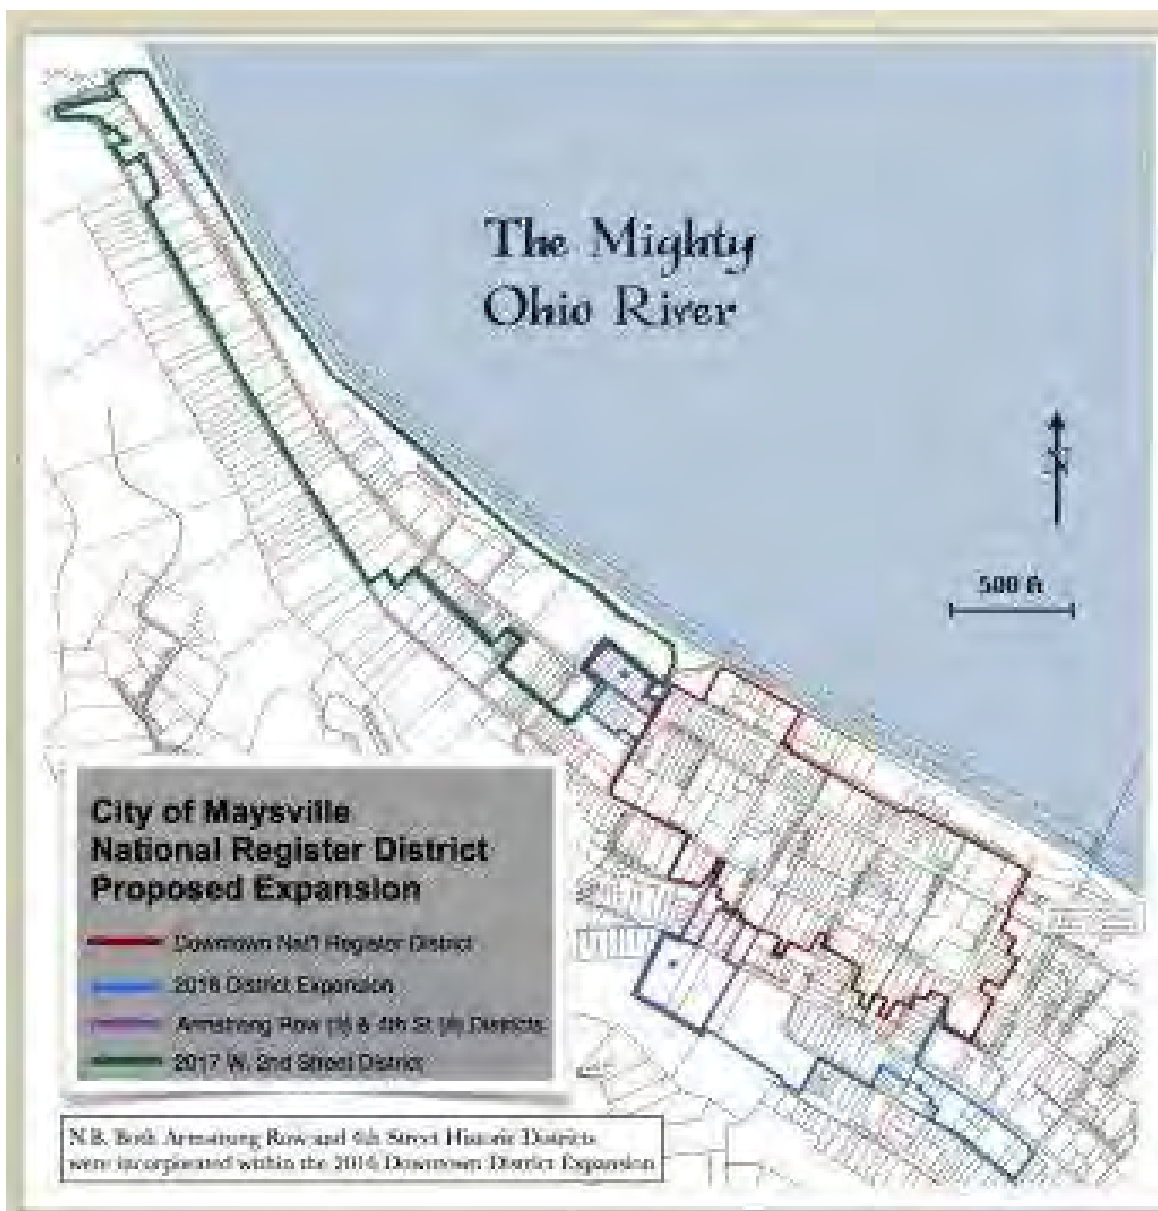 The Mighty
Ohio River
N
500 ft
City of Maysville
National Register District
Proposed Expansion
Downtown Nat'l Register District
2016 District Expansion
Armstrong Row & 4th St Districts
2017 W. 2nd Street District
N.B. Both Armstrong Row and 4th Street Historic Districts
were incorporated within the 2016 Downtown District Expansion